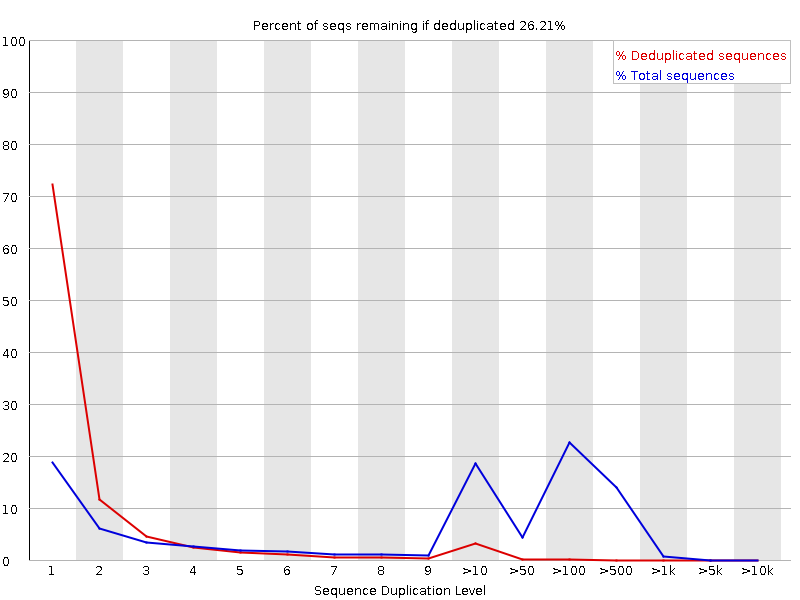 Percent of seqs remaining if deduplicated 26.21%
% Deduplicated sequences
% Total sequences
100
90
80
70
60
50
40
30
20
10
0
1 2 3 4 5 6 7 8 9 >10 >50 >100 >500 >1k >5k >10k
Sequence Duplication Level